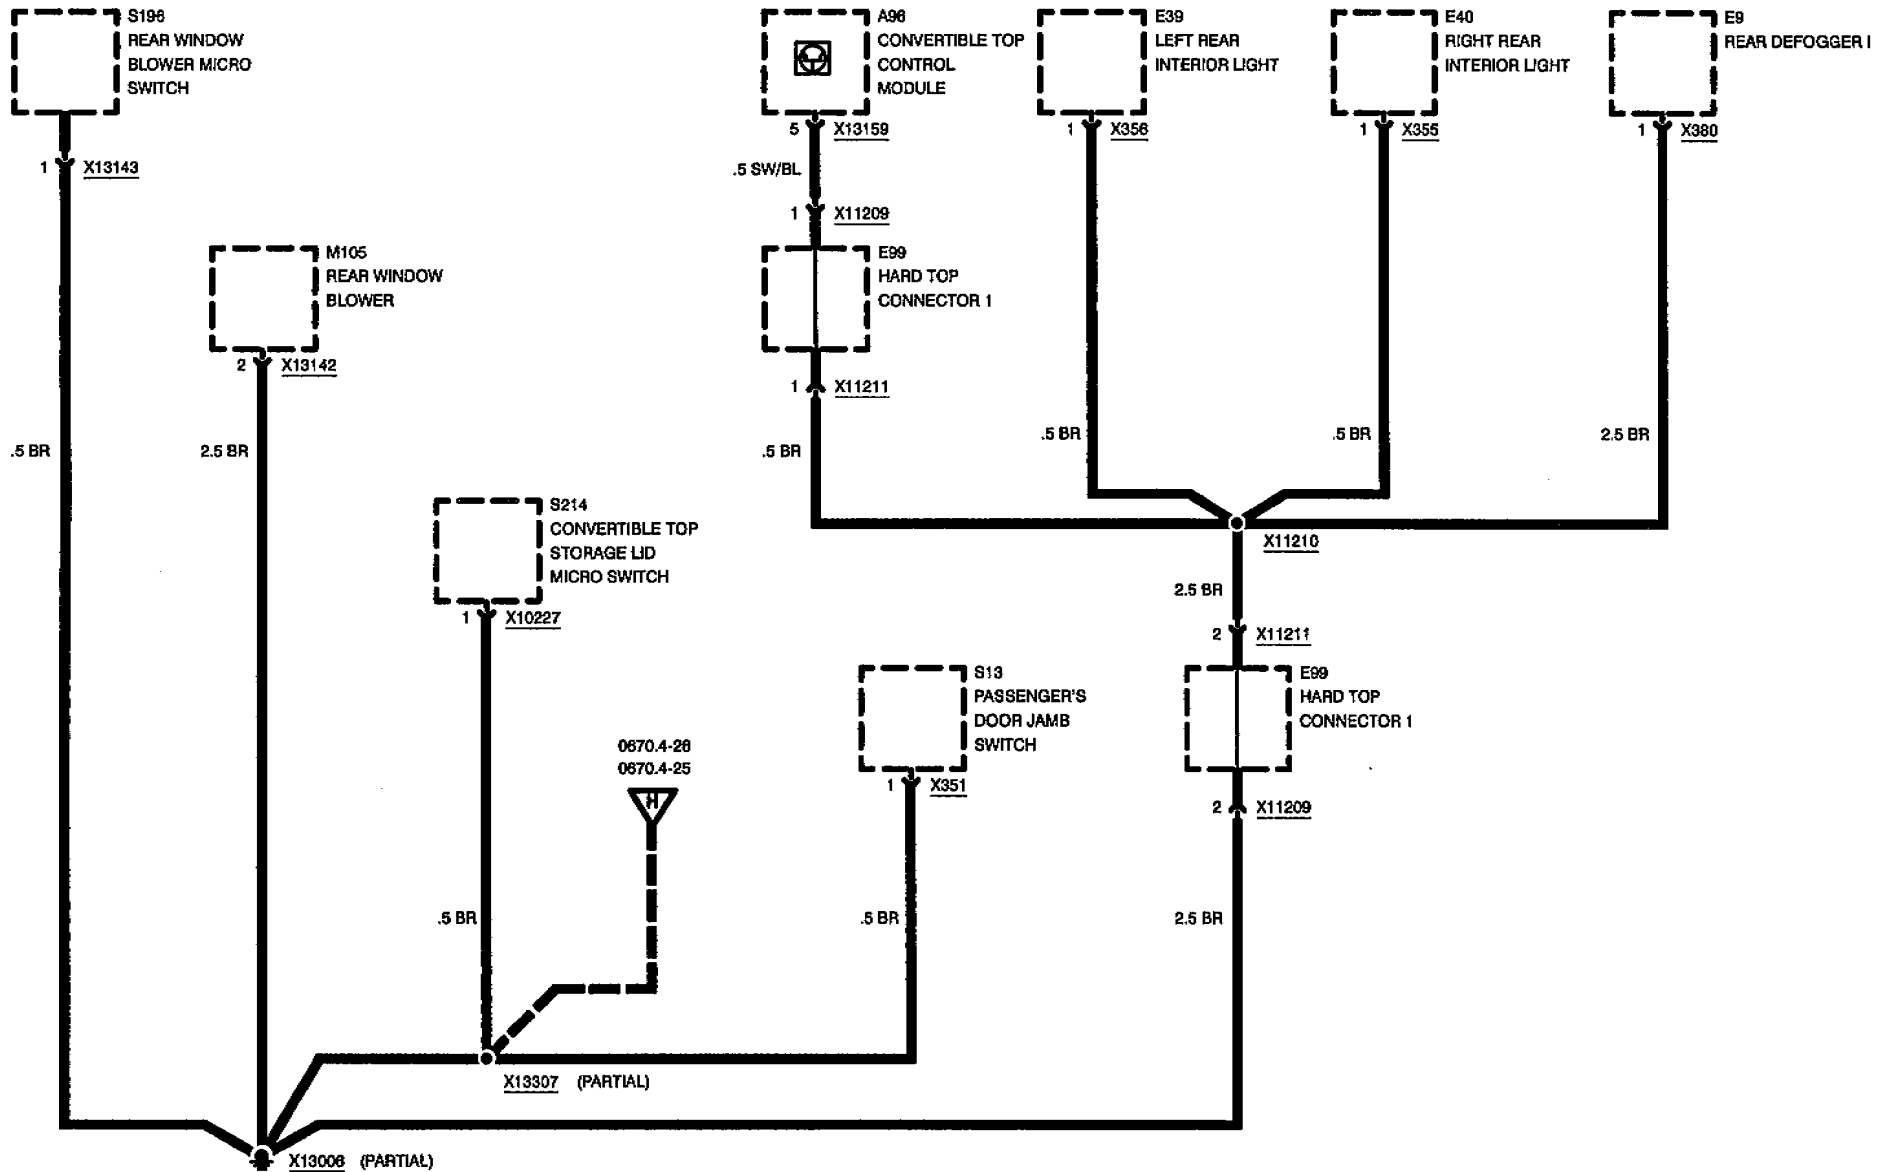 S196
REAR WINDOW
BLOWER MICRO
SWITCH
1 X13143
.5 BR
M105
REAR WINDOW
BLOWER
2 X13142
2.5 BR
A96
CONVERTIBLE TOP
CONTROL
MODULE
5 X13159
.5 SW/BL
1 X11209
E99
HARD TOP
CONNECTOR 1
1 X11211
.5 BR
E39
LEFT REAR
INTERIOR LIGHT
1 X356
.5 BR
E40
RIGHT REAR
INTERIOR LIGHT
1 X355
.5 BR
E9
REAR DEFOGGER I
1 X380
2.5 BR
X11210
2.5 BR
2 X11211
E99
HARD TOP
CONNECTOR 1
2 X11209
2.5 BR
S214
CONVERTIBLE TOP
STORAGE LID
MICRO SWITCH
1 X10227
.5 BR
0670.4-26
0670.4-25
S13
PASSENGER'S
DOOR JAMB
SWITCH
1 X351
.5 BR
X13307 (PARTIAL)
X13006 (PARTIAL)